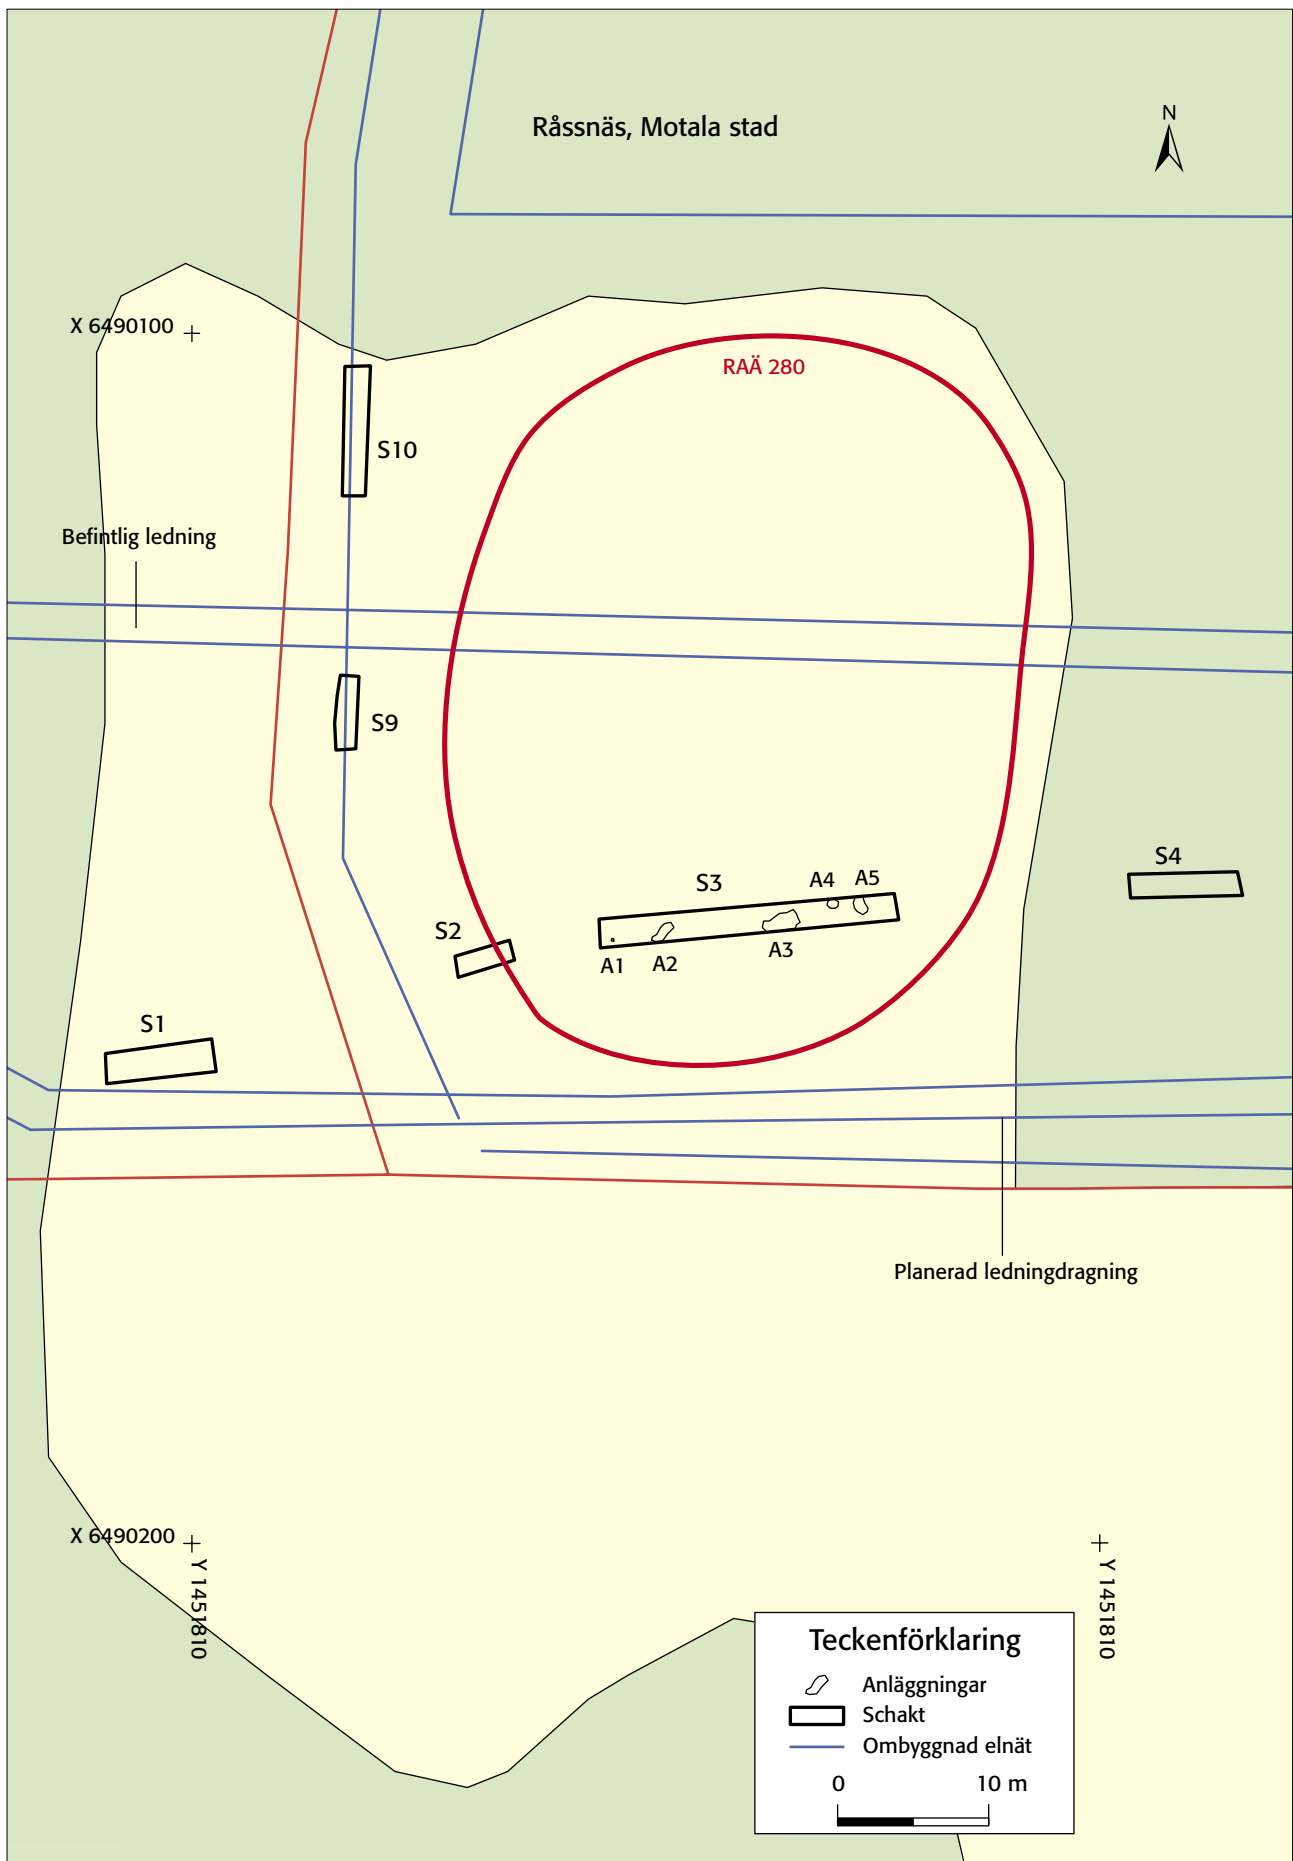 Råssnäs, Motala stad
N
X 6490100
RAÄ 280
S10
Befintlig ledning
S9
S4
S3
A4
A5
S2
A1
A2
A3
S1
Planerad ledningdragning
X 6490200
Y 1451810
Y 1451810
Teckenförklaring
Anläggningar
Schakt
Ombyggnad elnät
0
10 m